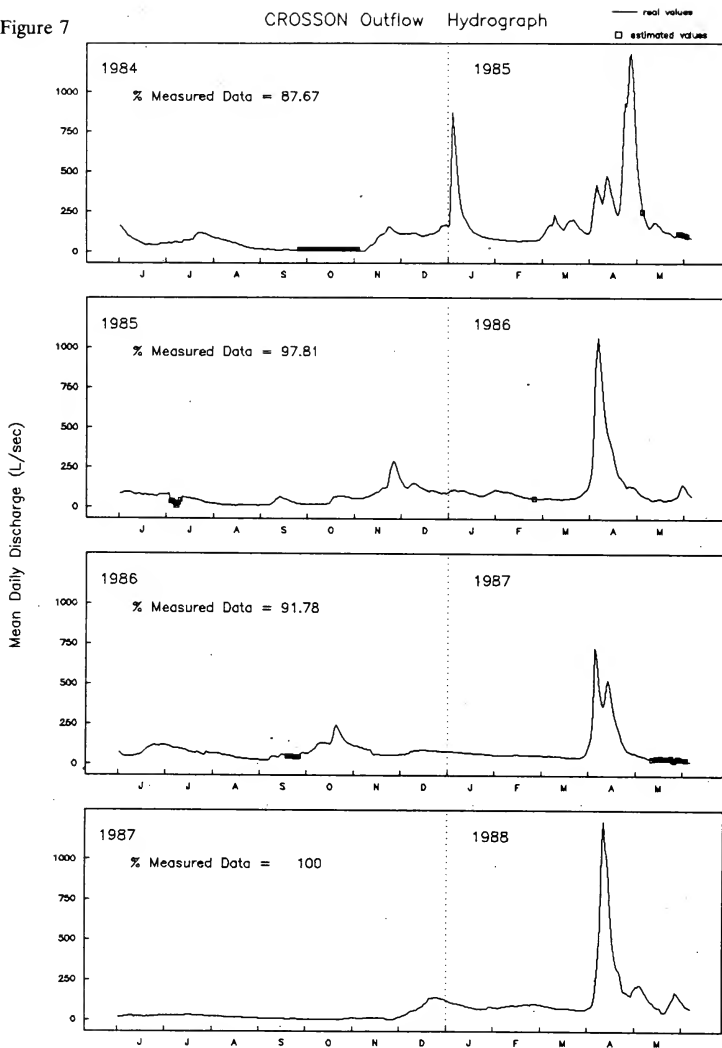 Figure 7
CROSSON Outflow Hydrograph
real values
estimated values
1984
1985
% Measured Data = 87.67
1000
750
500
250
0
J J A S O N D J F M A M
1985
1986
% Measured Data = 97.81
1000
750
500
250
0
J J A S O N D J F M A M
Mean Daily Discharge (L/sec)
1986
1987
% Measured Data = 91.78
1000
750
500
250
0
J J A S O N D J F M A M
1987
1988
% Measured Data = 100
1000
750
500
250
0
J J A S O N D J F M A M